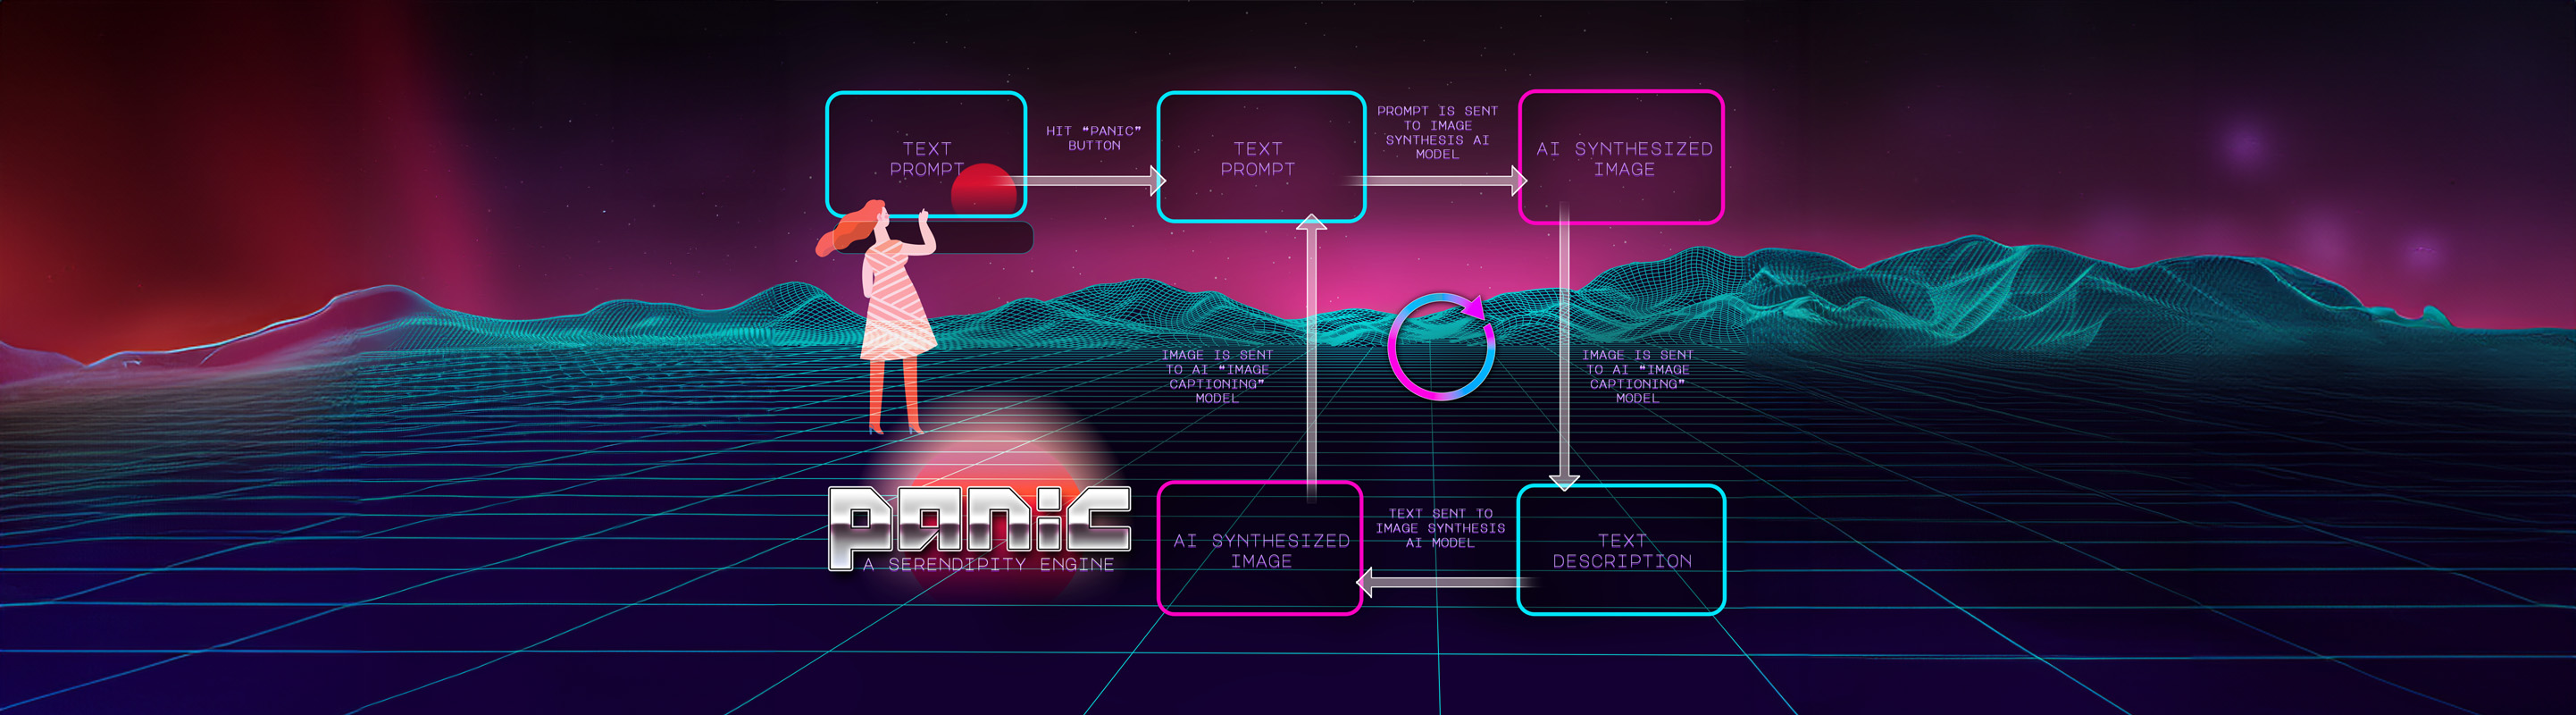 TEXT
PROMPT
HIT “PANIC”
BUTTON
TEXT
PROMPT
PROMPT IS SENT
TO IMAGE
SYNTHESIS AI
MODEL
AI SYNTHESIZED
IMAGE
IMAGE IS SENT
TO AI “IMAGE
CAPTIONING”
MODEL
IMAGE IS SENT
TO AI “IMAGE
CAPTIONING”
MODEL
PANIC
A SERENDIPITY ENGINE
AI SYNTHESIZED
IMAGE
TEXT SENT TO
IMAGE SYNTHESIS
AI MODEL
TEXT
DESCRIPTION